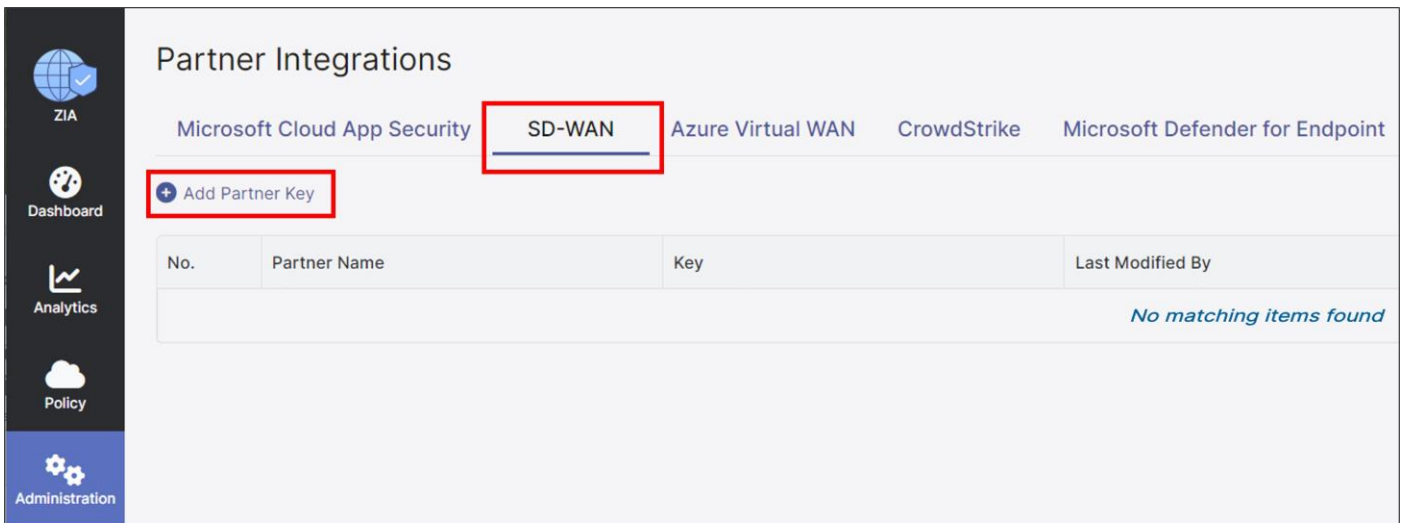 Partner Integrations
ZIA
Microsoft Cloud App Security SD-WAN Azure Virtual WAN CrowdStrike Microsoft Defender for Endpoint
Add Partner Key
Dashboard
No. Partner Name Key Last Modified By
Analytics
No matching items found
Policy
Administration